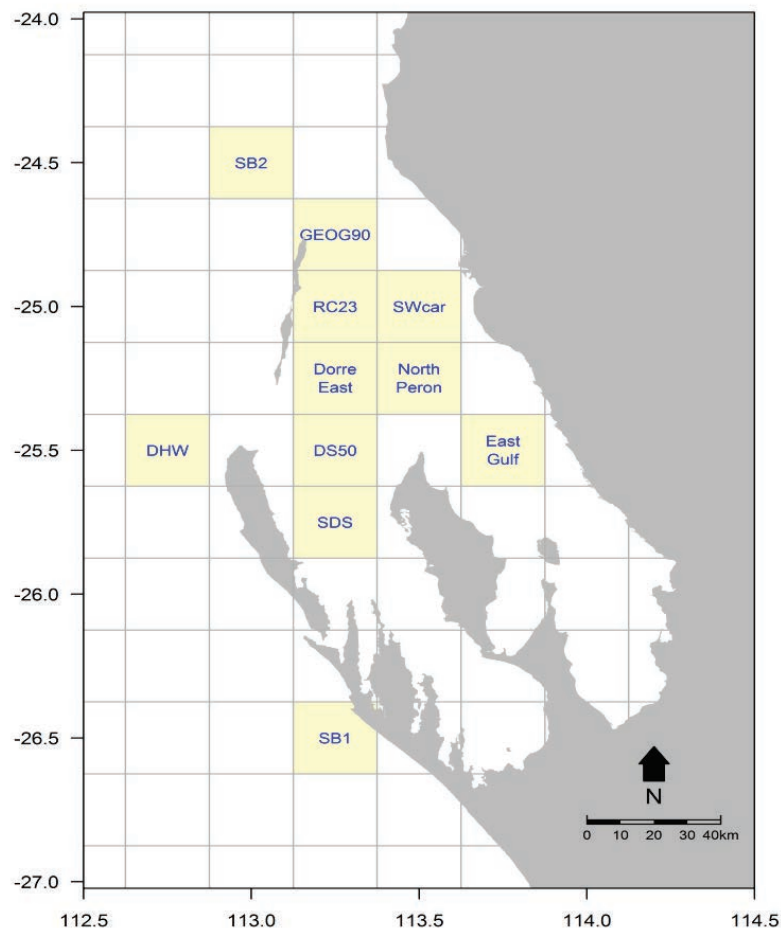 -24.0
SB2
-24.5
GEOG90
RC23
SWcar
-25.0
Dorre
East
North
Peron
DHW
DS50
East
Gulf
-25.5
SDS
-26.0
SB1
-26.5
N
0 10 20 30 40km
-27.0
112.5 113.0 113.5 114.0 114.5